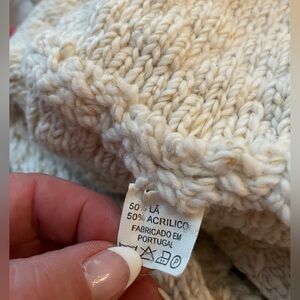 50% LÃ
50% ACRILICO
FABRICADO EM
PORTUGAL